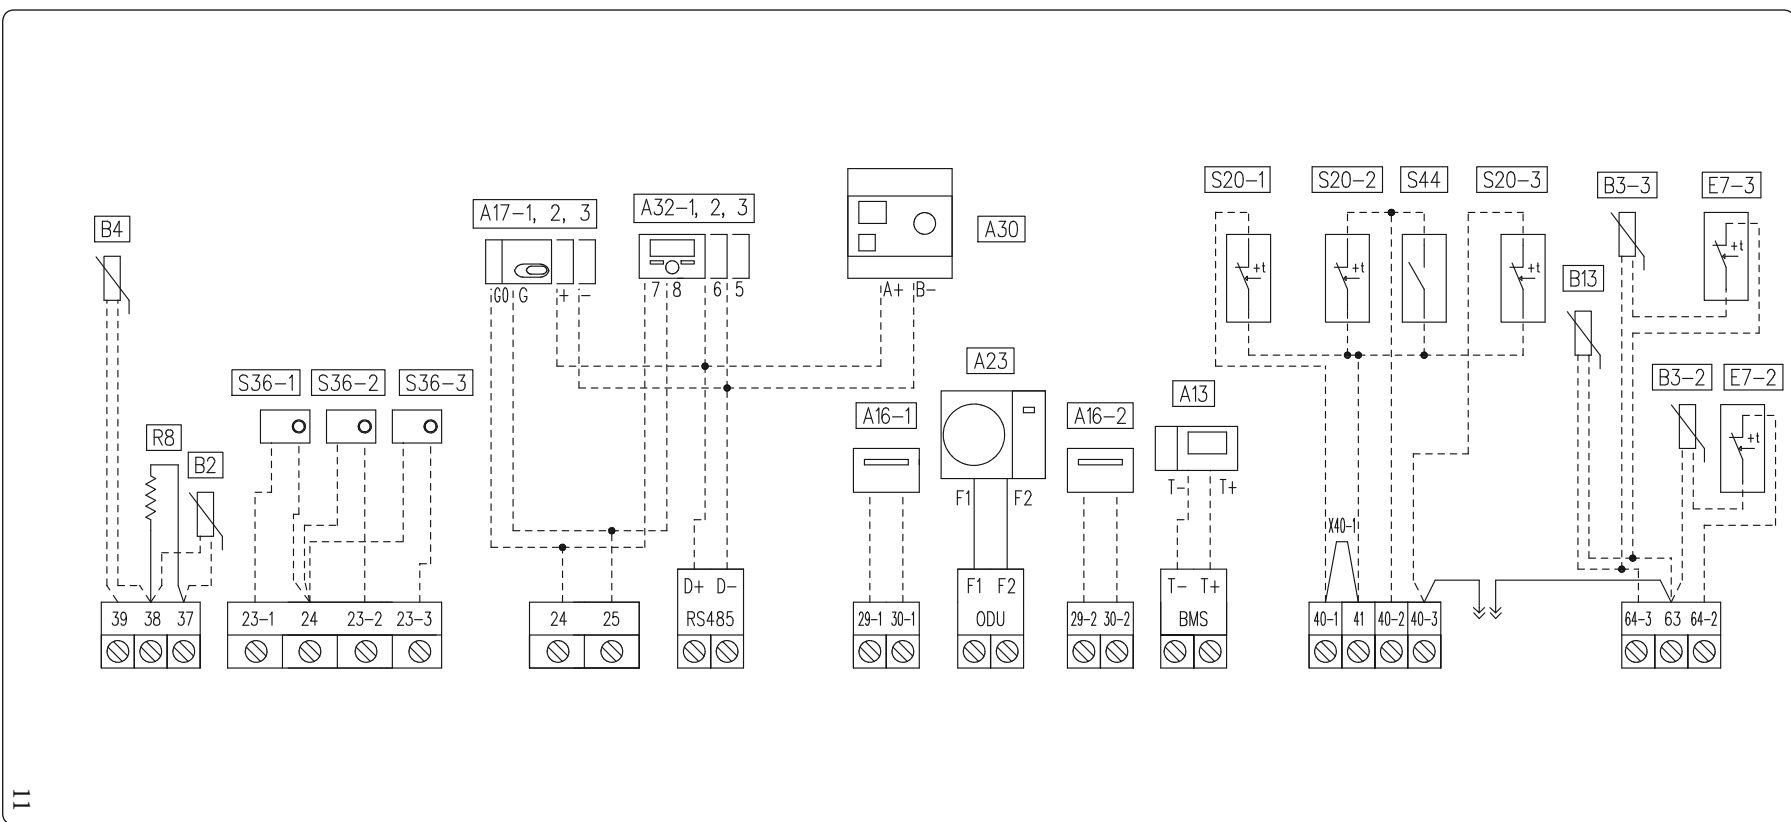 S20-1 S20-2 S44 S20-3 B3-3 E7-3
A17-1, 2, 3 A32-1, 2, 3
B4 A30
+t +t +t +t
B13
G0 G + - 7 8 6 5 A+ B-
A23
S36-1 S36-2 S36-3 A13 B3-2 E7-2
A16-1 A16-2
R8 +t
B2
T- T+
F1 F2
X40-1
D+ D- F1 F2 T- T+
39 38 37 23-1 24 23-2 23-3 24 25 RS485 29-1 30-1 ODU 29-2 30-2 BMS 40-1 41 40-2 40-3 64-3 63 64-2
11